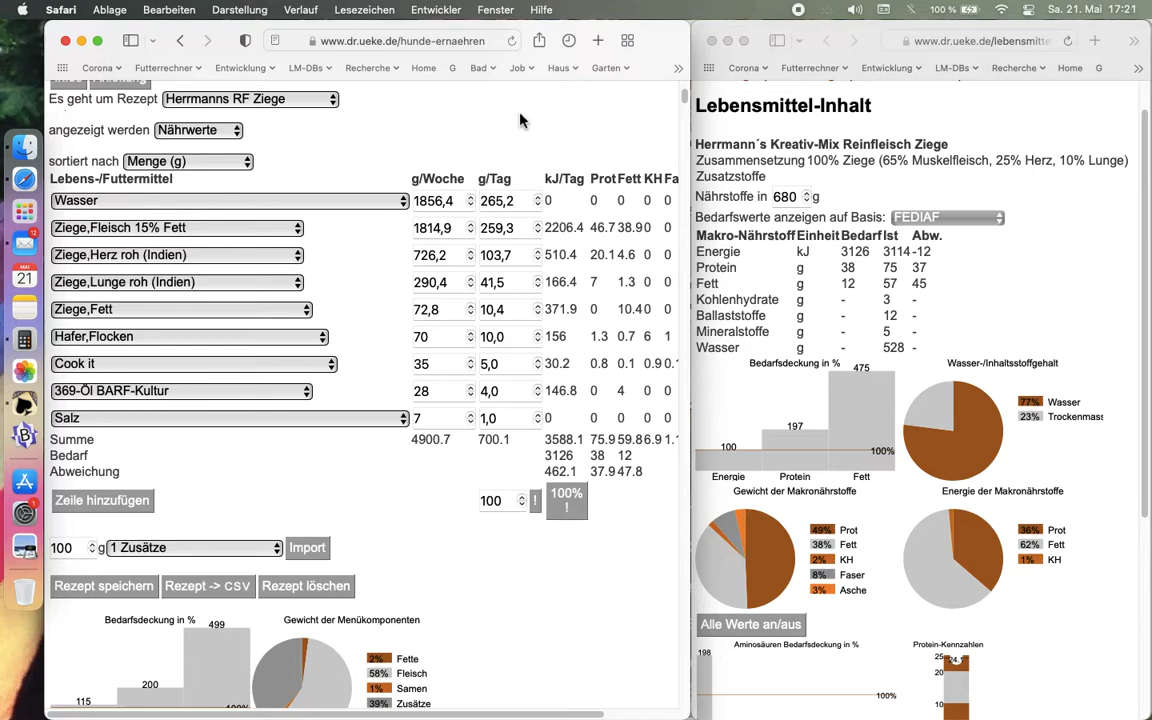 Safari Ablage Bearbeiten Darstellung Verlauf Lesezeichen Entwickler Fenster Hilfe 100 % Sa. 21. Mai 17:21
www.dr.ueke.de/hunde-ernaehren
Corona Futterrechner Entwicklung LM-DBs Recherche Home G Bad Job Haus Garten
Es geht um Rezept Herrmanns RF Ziege
angezeigt werden Nährwerte
sortiert nach Menge (g)
Lebens-/Futtermittel g/Woche g/Tag kJ/Tag Prot Fett KH Fa
Wasser 1856,4 265,2 0 0 0 0 0
Ziege,Fleisch 15% Fett 1814,9 259,3 2206.4 46.7 38.9 0 0
Ziege,Herz roh (Indien) 726,2 103,7 510.4 20.1 4.6 0 0
Ziege,Lunge roh (Indien) 290,4 41,5 166.4 7 1.3 0 0
Ziege,Fett 72,8 10,4 371.9 0 10.4 0 0
Hafer,Flocken 70 10,0 156 1.3 0.7 6 1
Cook it 35 5,0 30.2 0.8 0.1 0.9 0.
369-Öl BARF-Kultur 28 4,0 146.8 0 4 0 0
Salz 7 1,0 0 0 0 0 0
Summe 4900.7 700.1 3588.1 75.9 59.8 6.9 1.
Bedarf 3126 38 12
Abweichung 462.1 37.9 47.8
Zeile hinzufügen 100 ! 100% !
100 g 1 Zusätze Import
Rezept speichern Rezept -> CSV Rezept löschen
Bedarfsdeckung in %
499
200
115
100%
Gewicht der Menükomponenten
2% Fette
58% Fleisch
1% Samen
39% Zusätze
www.dr.ueke.de/lebensmitte
Corona Futterrechner Entwicklung LM-DBs Recherche Home G
Lebensmittel-Inhalt
Herrmann´s Kreativ-Mix Reinfleisch Ziege
Zusammensetzung 100% Ziege (65% Muskelfleisch, 25% Herz, 10% Lunge)
Zusatzstoffe
Nährstoffe in 680 g
Bedarfswerte anzeigen auf Basis: FEDIAF
Makro-Nährstoff Einheit Bedarf Ist Abw.
Energie kJ 3126 3114 -12
Protein g 38 75 37
Fett g 12 57 45
Kohlenhydrate g - 3 -
Ballaststoffe g - 12 -
Mineralstoffe g - 5 -
Wasser g - 528 -
Bedarfsdeckung in %
475
197
100
100%
Energie Protein Fett
Wasser-/Inhaltsstoffgehalt
77% Wasser
23% Trockenmass
Gewicht der Makronährstoffe
49% Prot
38% Fett
2% KH
8% Faser
3% Asche
Energie der Makronährstoffe
36% Prot
62% Fett
1% KH
Alle Werte an/aus
Aminosäuren Bedarfsdeckung in %
198
100%
Protein-Kennzahlen
25
24.1
20
10